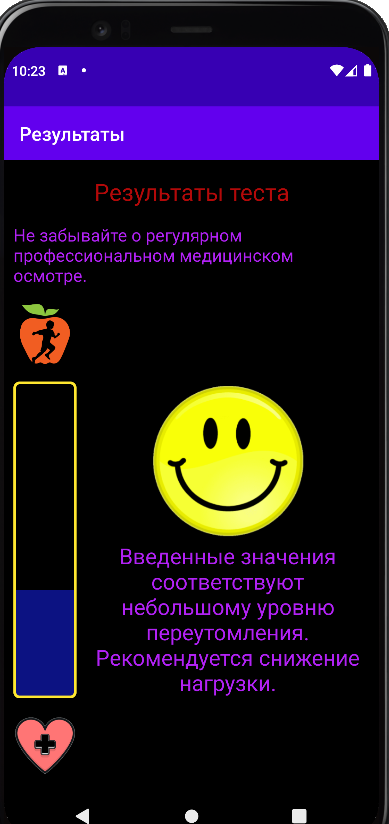 10:23
Результаты
Результаты теста
Не забывайте о регулярном
профессиональном медицинском
осмотре.
Введенные значения
соответствуют
небольшому уровню
переутомления.
Рекомендуется снижение
нагрузки.